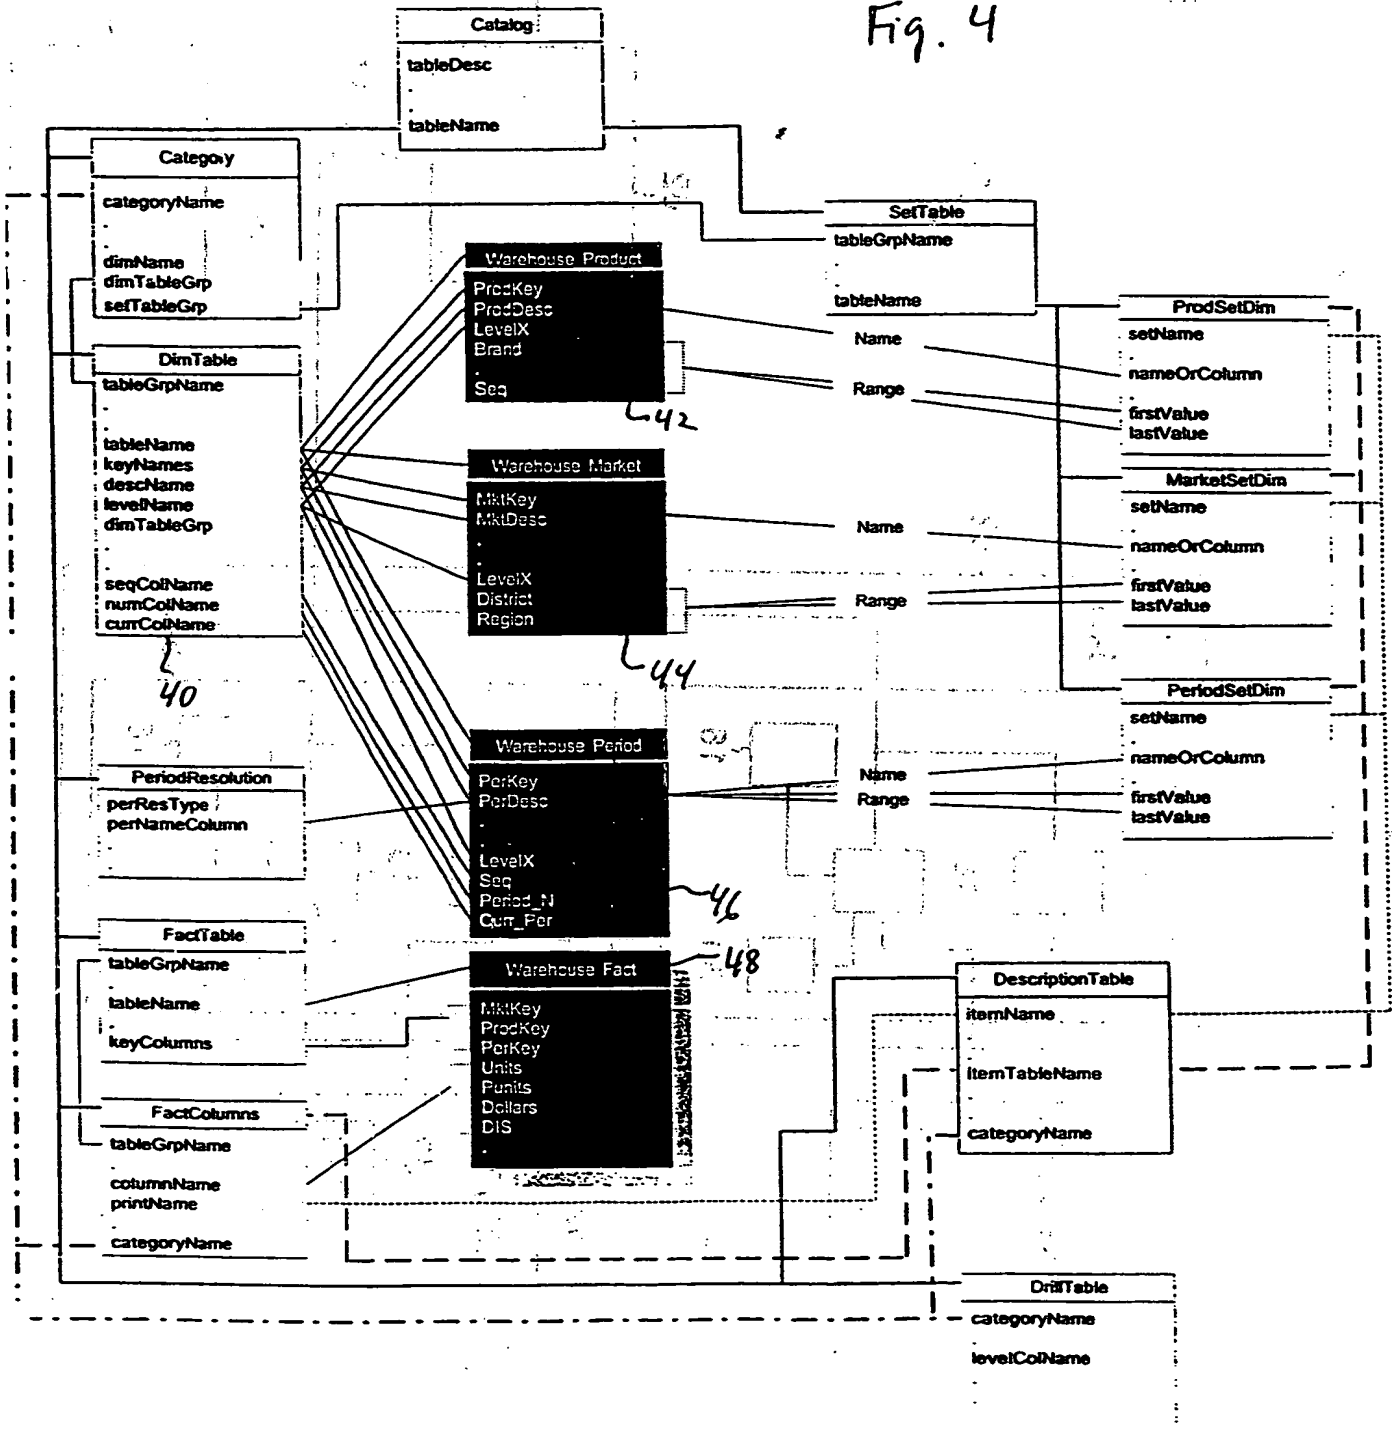 Fig. 4
Catalog
tableDesc
tableName
Category
categoryName
dimName
dimTableGrp
setTableGrp
DimTable
tableGrpName
tableName
keyNames
descName
levelName
dimTableGrp
seqColName
numColName
currColName
40
PeriodResolution
perResType
perNameColumn
FactTable
tableGrpName
tableName
keyColumns
FactColumns
tableGrpName
columnName
printName
categoryName
Warehouse Product
ProdKey
ProdDesc
LevelX
Brand
Seq
42
Warehouse Market
MktKey
MktDesc
LevelX
District
Region
44
Warehouse Period
PerKey
PerDesc
LevelX
Seq
Period_N
Curr_Per
46
Warehouse Fact
48
MktKey
ProdKey
PerKey
Units
Punits
Dollars
DIS
Name
Range
Name
Range
Name
Range
SetTable
tableGrpName
tableName
ProdSetDim
setName
nameOrColumn
firstValue
lastValue
MarketSetDim
setName
nameOrColumn
firstValue
lastValue
PeriodSetDim
setName
nameOrColumn
firstValue
lastValue
DescriptionTable
itemName
itemTableName
categoryName
DrillTable
categoryName
levelColName